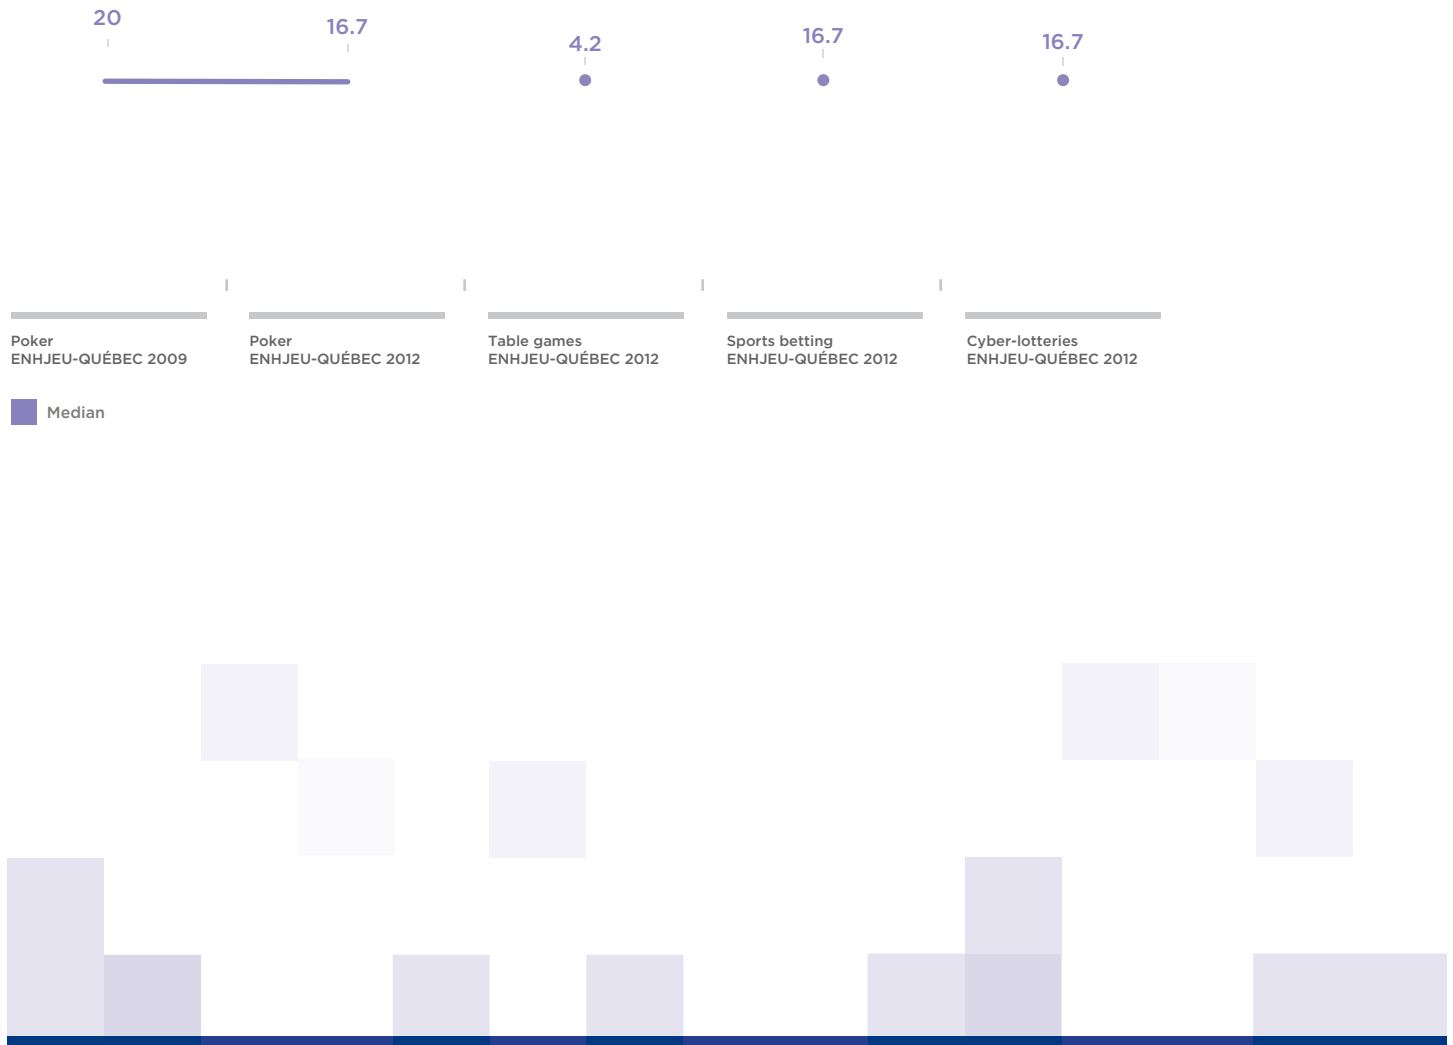 20
16.7
4.2
16.7
16.7
Poker
ENHJEU-QUÉBEC 2009
Poker
ENHJEU-QUÉBEC 2012
Table games
ENHJEU-QUÉBEC 2012
Sports betting
ENHJEU-QUÉBEC 2012
Cyber-lotteries
ENHJEU-QUÉBEC 2012
Median